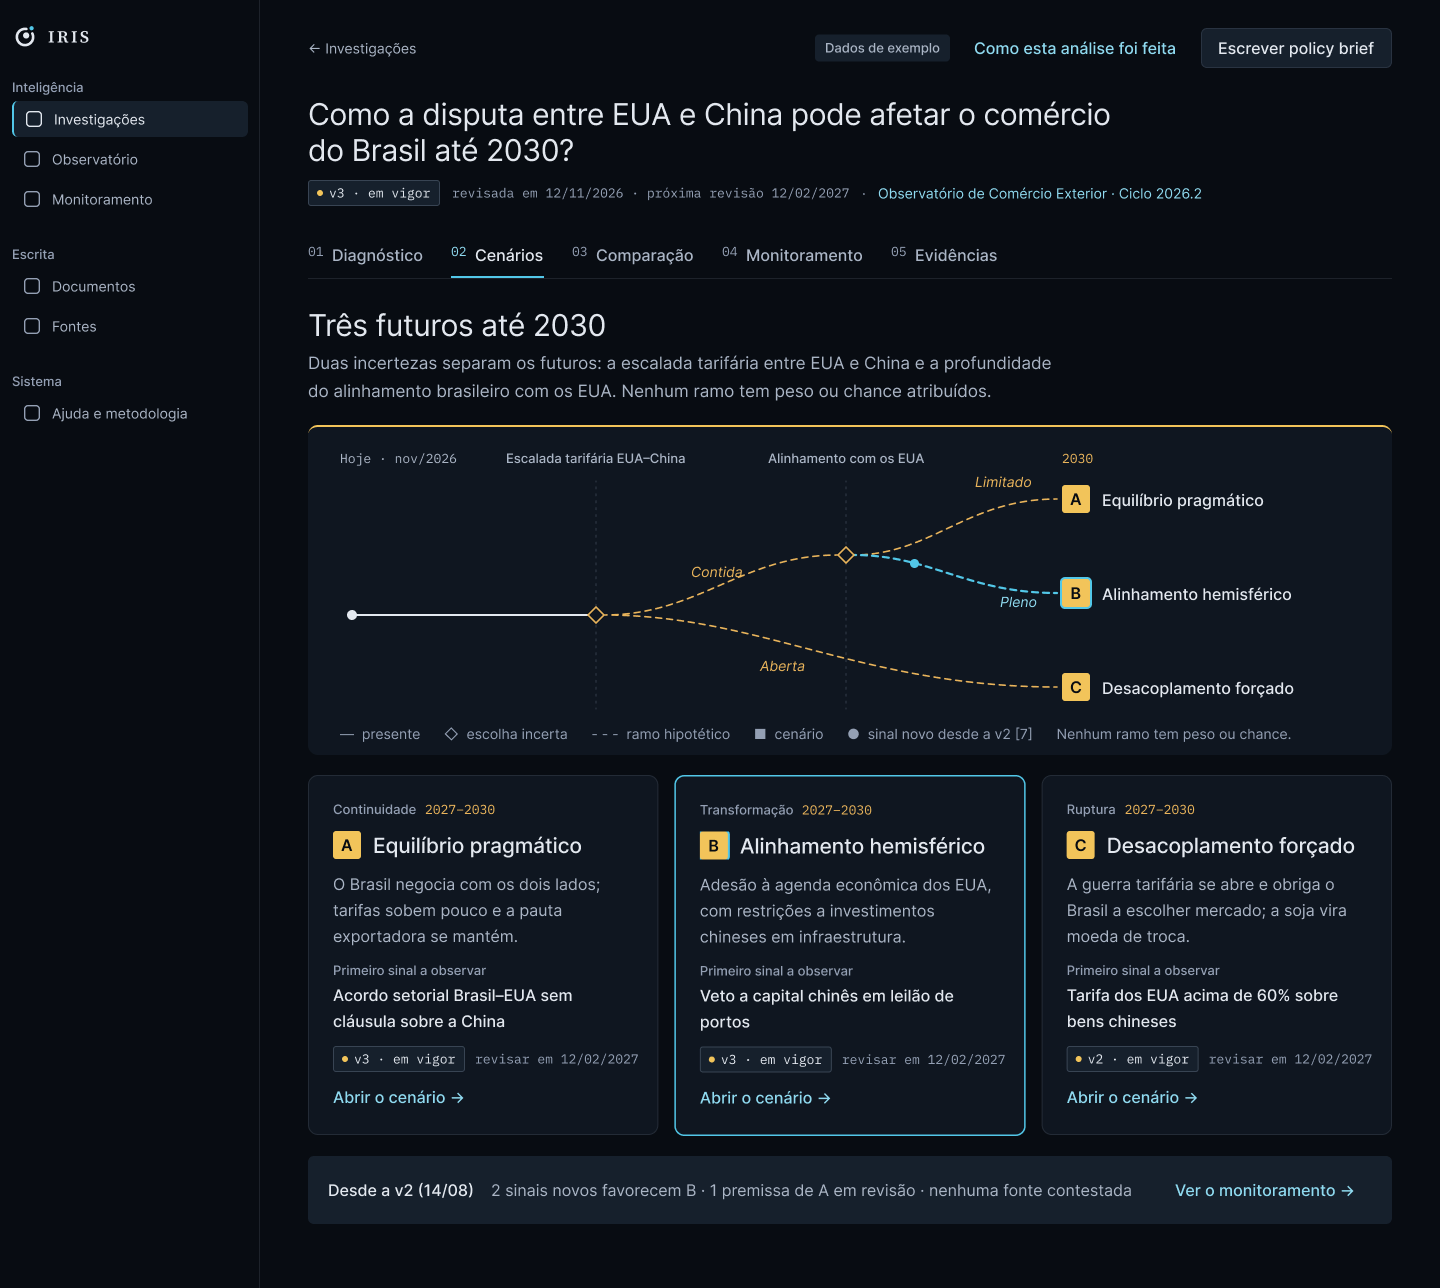 IRIS
Inteligência
Investigações
Observatório
Monitoramento
Escrita
Documentos
Fontes
Sistema
Ajuda e metodologia
← Investigações
Dados de exemplo
Como esta análise foi feita
Escrever policy brief
Como a disputa entre EUA e China pode afetar o comércio
do Brasil até 2030?
v3 · em vigor revisada em 12/11/2026 · próxima revisão 12/02/2027 · Observatório de Comércio Exterior · Ciclo 2026.2
01 Diagnóstico
02 Cenários
03 Comparação
04 Monitoramento
05 Evidências
Três futuros até 2030
Duas incertezas separam os futuros: a escalada tarifária entre EUA e China e a profundidade
do alinhamento brasileiro com os EUA. Nenhum ramo tem peso ou chance atribuídos.
Hoje · nov/2026
Escalada tarifária EUA–China
Alinhamento com os EUA
2030
Limitado
A Equilíbrio pragmático
Contida
B Alinhamento hemisférico
Pleno
Aberta
C Desacoplamento forçado
— presente
escolha incerta
- - - ramo hipotético
cenário
sinal novo desde a v2 [7]
Nenhum ramo tem peso ou chance.
Continuidade 2027–2030
A Equilíbrio pragmático
O Brasil negocia com os dois lados;
tarifas sobem pouco e a pauta
exportadora se mantém.
Primeiro sinal a observar
Acordo setorial Brasil–EUA sem
cláusula sobre a China
v3 · em vigor revisar em 12/02/2027
Abrir o cenário →
Transformação 2027–2030
B Alinhamento hemisférico
Adesão à agenda econômica dos EUA,
com restrições a investimentos
chineses em infraestrutura.
Primeiro sinal a observar
Veto a capital chinês em leilão de
portos
v3 · em vigor revisar em 12/02/2027
Abrir o cenário →
Ruptura 2027–2030
C Desacoplamento forçado
A guerra tarifária se abre e obriga o
Brasil a escolher mercado; a soja vira
moeda de troca.
Primeiro sinal a observar
Tarifa dos EUA acima de 60% sobre
bens chineses
v2 · em vigor revisar em 12/02/2027
Abrir o cenário →
Desde a v2 (14/08) 2 sinais novos favorecem B · 1 premissa de A em revisão · nenhuma fonte contestada
Ver o monitoramento →